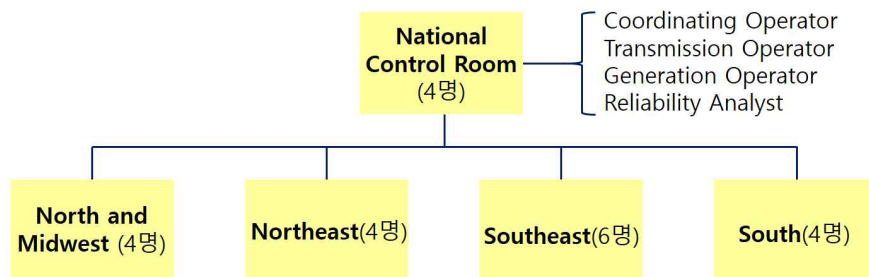 National
Control Room
(4명)
Coordinating Operator
Transmission Operator
Generation Operator
Reliability Analyst
North and
Midwest (4명)
Northeast(4명)
Southeast(6명)
South(4명)